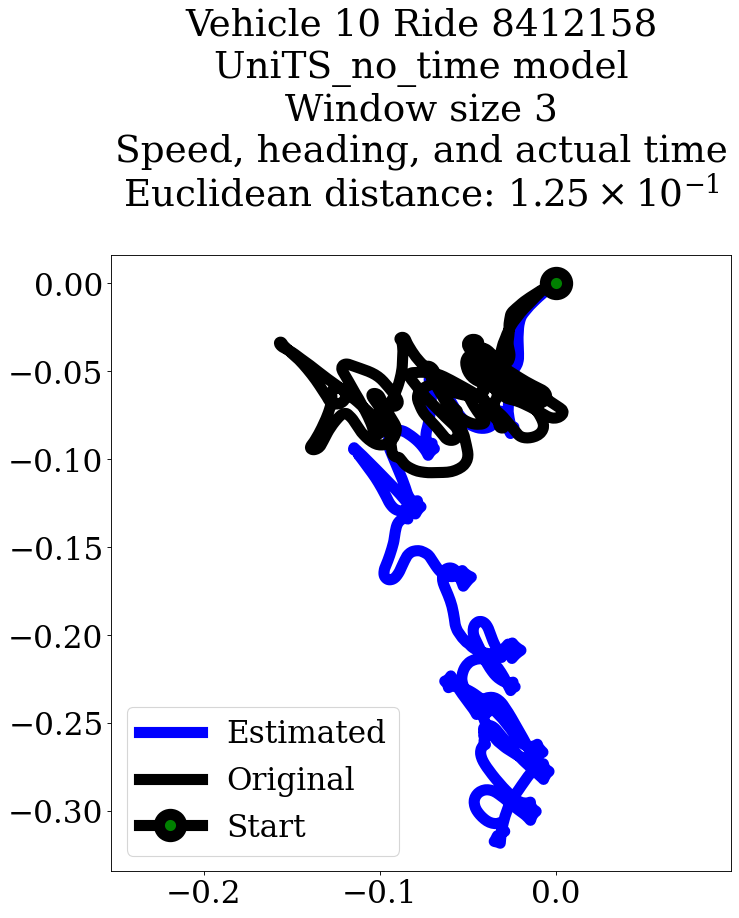 Vehicle 10 Ride 8412158
UniTS_no_time model
Window size 3
Speed, heading, and actual time
Euclidean distance: 1.25 × 10⁻¹
0.00
−0.05
−0.10
−0.15
−0.20
−0.25
−0.30
Estimated
Original
Start
−0.2
−0.1
0.0